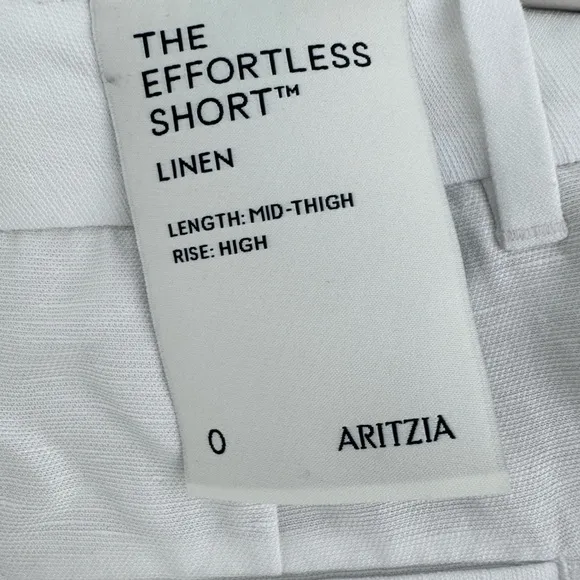 THE
EFFORTLESS
SHORT™
LINEN
LENGTH: MID-THIGH
RISE: HIGH
0
ARITZIA